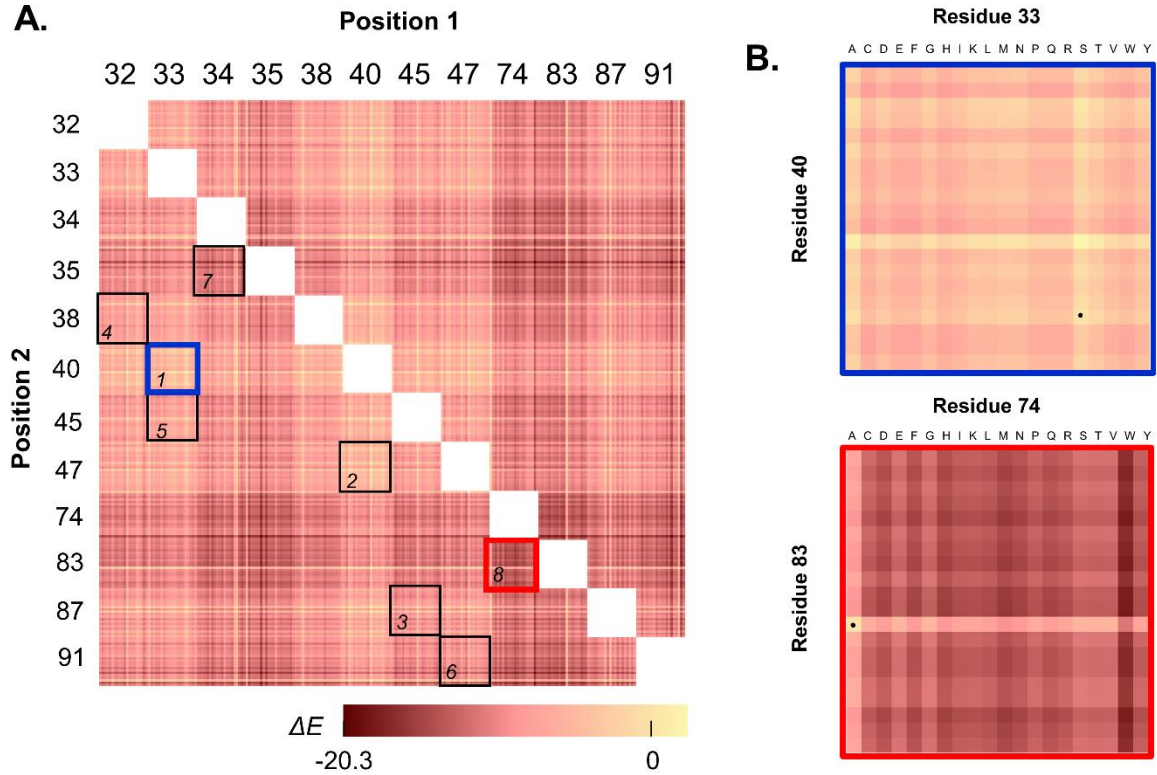 A.
Position 1
32 33 34 35 38 40 45 47 74 83 87 91
Position 2
32
33
34
35
38
40
45
47
74
83
87
91
7
4
1
5
2
8
3
6
ΔE
-20.3 0
B.
Residue 33
A C D E F G H I K L M N P Q R S T V W Y
Residue 40
Residue 74
A C D E F G H I K L M N P Q R S T V W Y
Residue 83